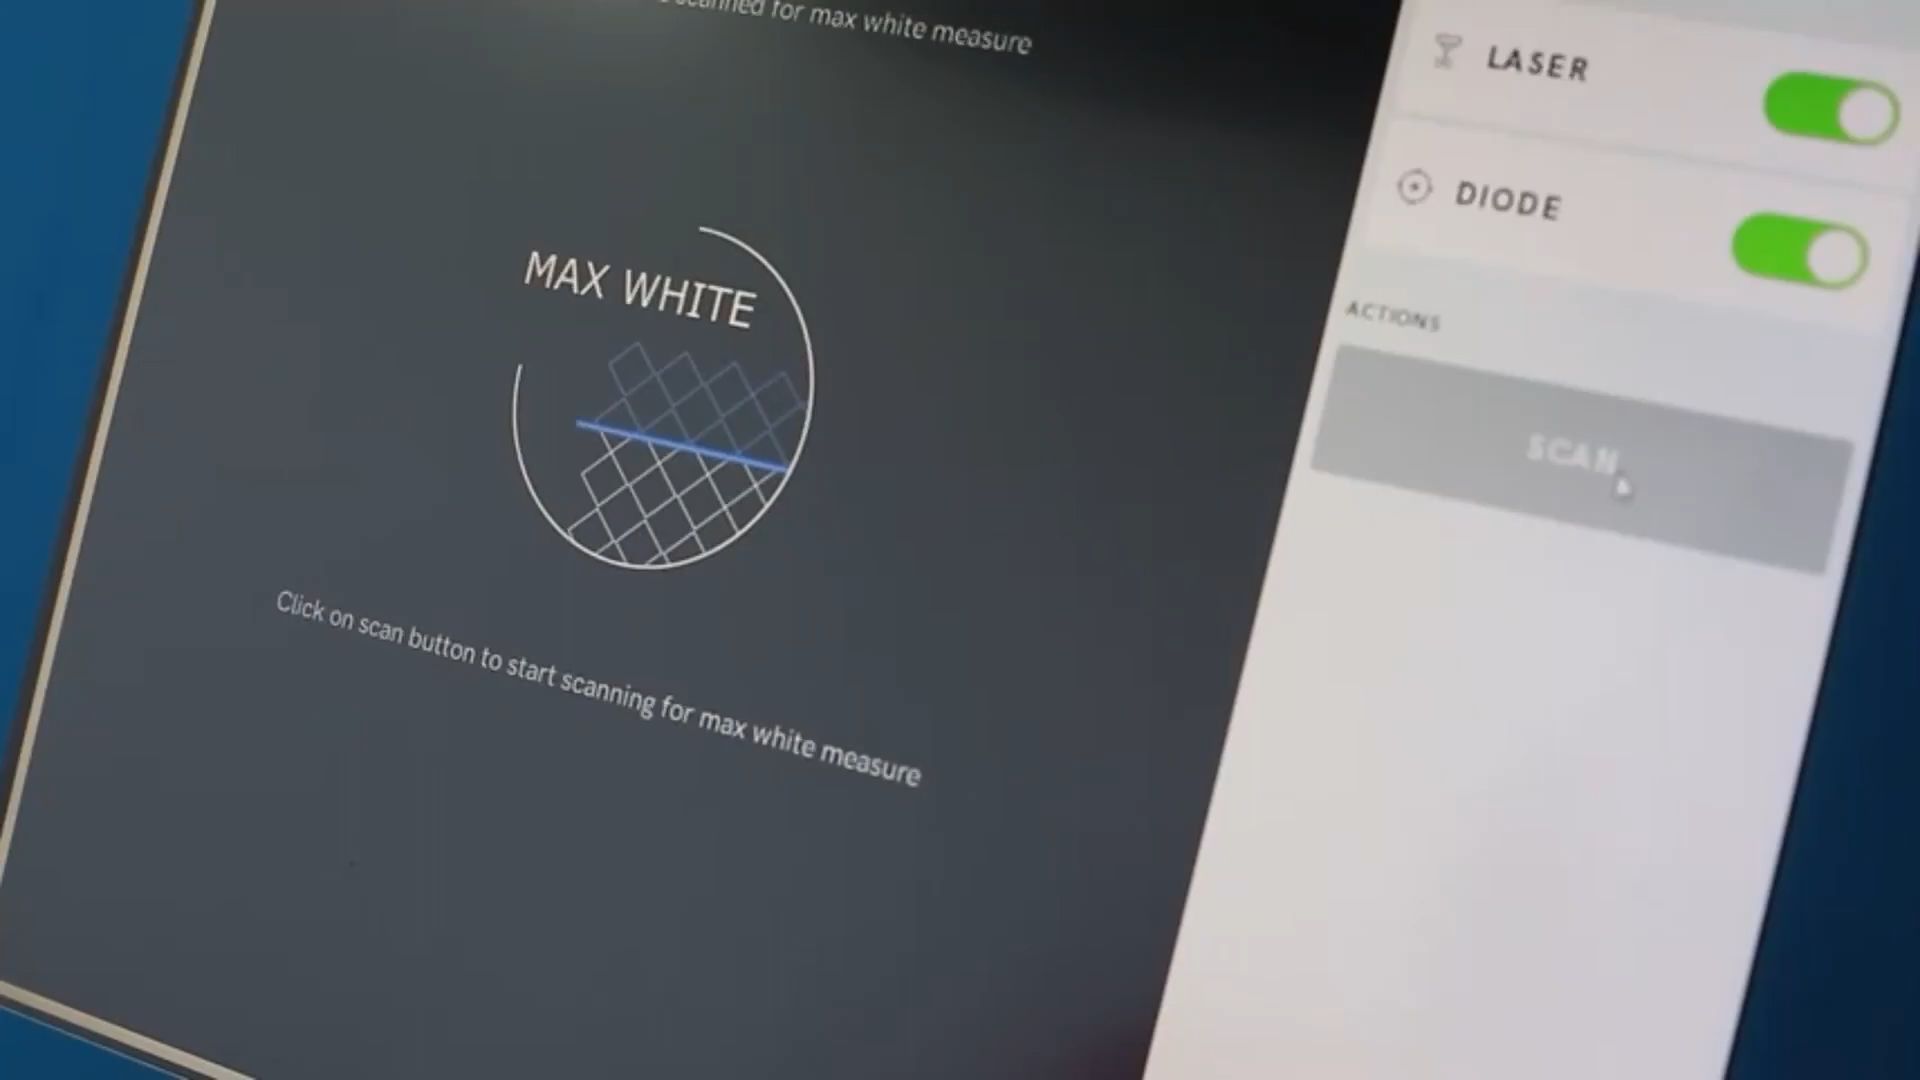 scanned for max white measure
LASER
DIODE
MAX WHITE
ACTIONS
SCAN
Click on scan button to start scanning for max white measure